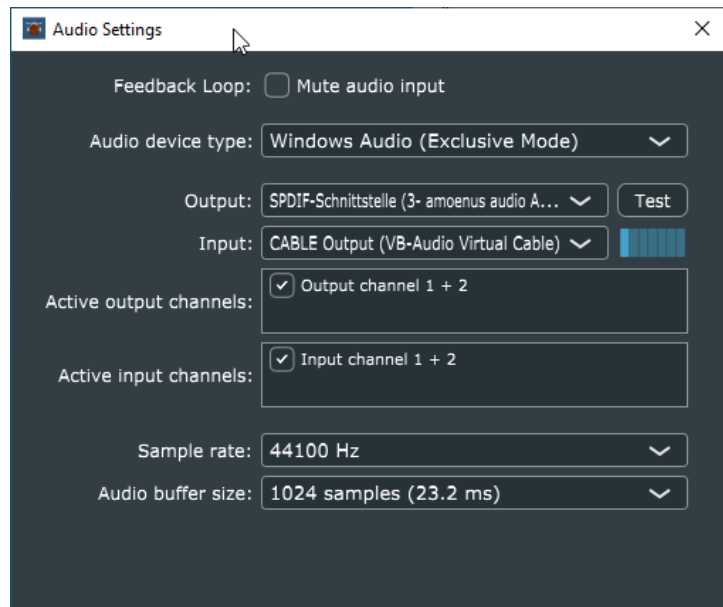 Audio Settings
Feedback Loop: Mute audio input
Audio device type: Windows Audio (Exclusive Mode)
Output: SPDIF-Schnittstelle (3- amoenus audio A... Test
Input: CABLE Output (VB-Audio Virtual Cable)
Active output channels: Output channel 1 + 2
Active input channels: Input channel 1 + 2
Sample rate: 44100 Hz
Audio buffer size: 1024 samples (23.2 ms)